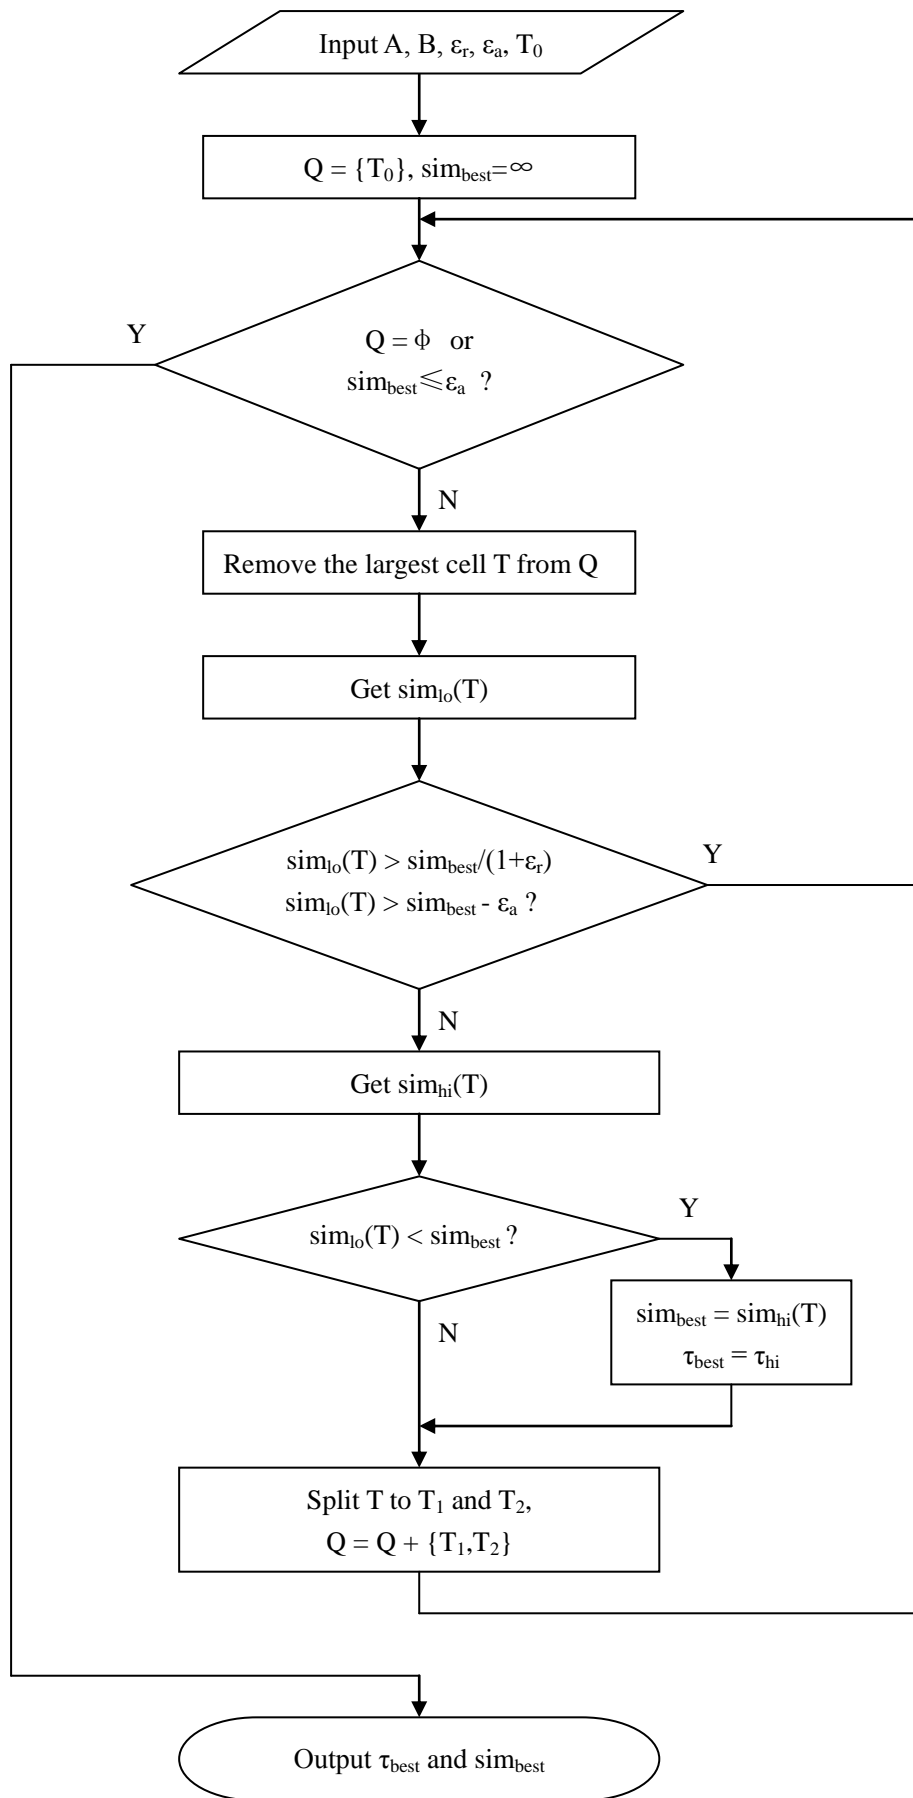 Input A, B, εr, εa, T0
Q = {T0}, simbest=∞
Y
Q = Φ or
simbest≦εa ?
N
Remove the largest cell T from Q
Get simlo(T)
Y
simlo(T) > simbest/(1+εr)
simlo(T) > simbest - εa ?
N
Get simhi(T)
Y
simlo(T) < simbest ?
simbest = simhi(T)
τbest = τhi
N
Split T to T1 and T2,
Q = Q + {T1,T2}
Output τbest and simbest